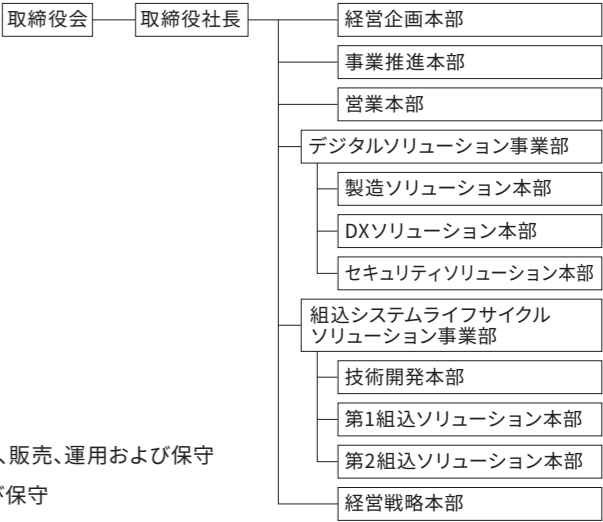 取締役会
取締役社長
経営企画本部
事業推進本部
営業本部
デジタルソリューション事業部
製造ソリューション本部
DXソリューション本部
セキュリティソリューション本部
組込システムライフサイクル
ソリューション事業部
技術開発本部
第1組込ソリューション本部
第2組込ソリューション本部
経営戦略本部
、販売、運用および保守
び保守